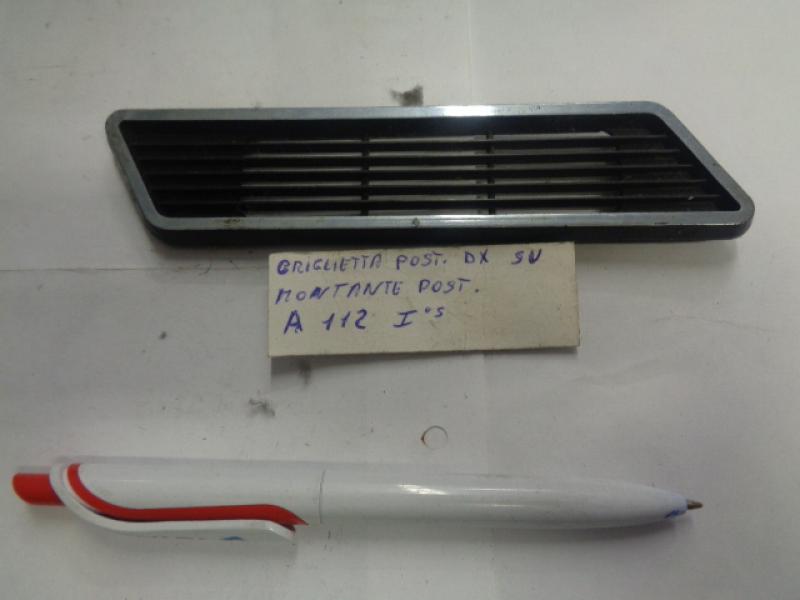 GRIGLIETTA POST. DX SU
MONTANTE POST.
A 112 I°S